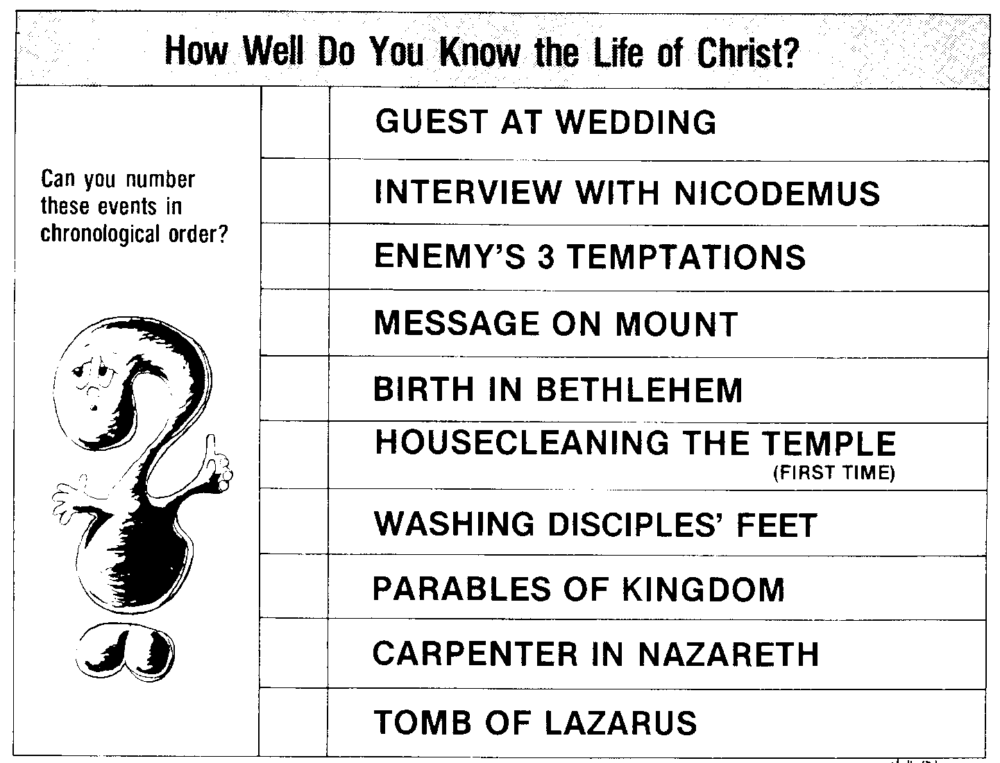 How Well Do You Know the Life of Christ?
Can you number
these events in
chronological order?
GUEST AT WEDDING
INTERVIEW WITH NICODEMUS
ENEMY'S 3 TEMPTATIONS
MESSAGE ON MOUNT
BIRTH IN BETHLEHEM
HOUSECLEANING THE TEMPLE
(FIRST TIME)
WASHING DISCIPLES' FEET
PARABLES OF KINGDOM
CARPENTER IN NAZARETH
TOMB OF LAZARUS